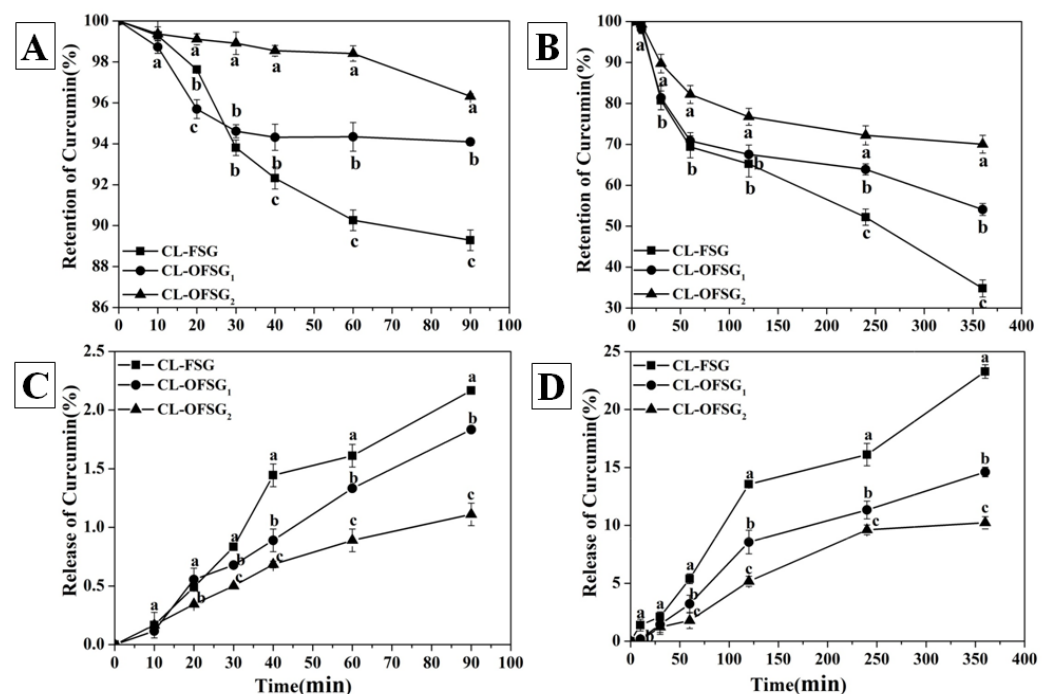 A
Retention of Curcumin(%)
100
98
96
94
92
90
88
86
a
a
a
a
a
a
a
b
c
b
b
b
c
b
c
b
c
CL-FSG
CL-OFSG₁
CL-OFSG₂
0 10 20 30 40 50 60 70 80 90 100
B
Retention of Curcumin(%)
100
90
80
70
60
50
40
30
a
a
a
a
a
a
b
b
b
b
b
c
b
c
CL-FSG
CL-OFSG₁
CL-OFSG₂
0 50 100 150 200 250 300 350 400
C
Release of Curcumin(%)
2.5
2.0
1.5
1.0
0.5
0.0
CL-FSG
CL-OFSG₁
CL-OFSG₂
a
a
b
a
b
c
a
b
c
a
b
c
a
b
c
0 10 20 30 40 50 60 70 80 90 100
Time(min)
D
Release of Curcumin(%)
25
20
15
10
5
0
CL-FSG
CL-OFSG₁
CL-OFSG₂
a
b
a
a
b
c
a
b
c
a
b
c
a
b
c
0 50 100 150 200 250 300 350 400
Time(min)